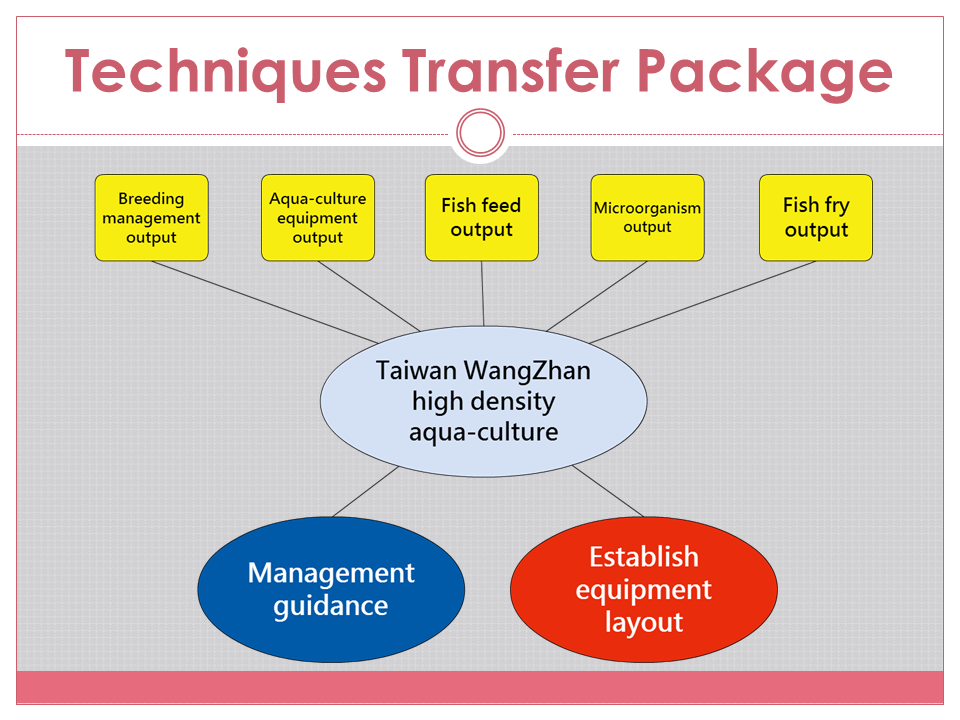 Techniques Transfer Package
Breeding
management
output
Aqua-culture
equipment
output
Fish feed
output
Microorganism
output
Fish fry
output
Taiwan WangZhan
high density
aqua-culture
Management
guidance
Establish
equipment
layout